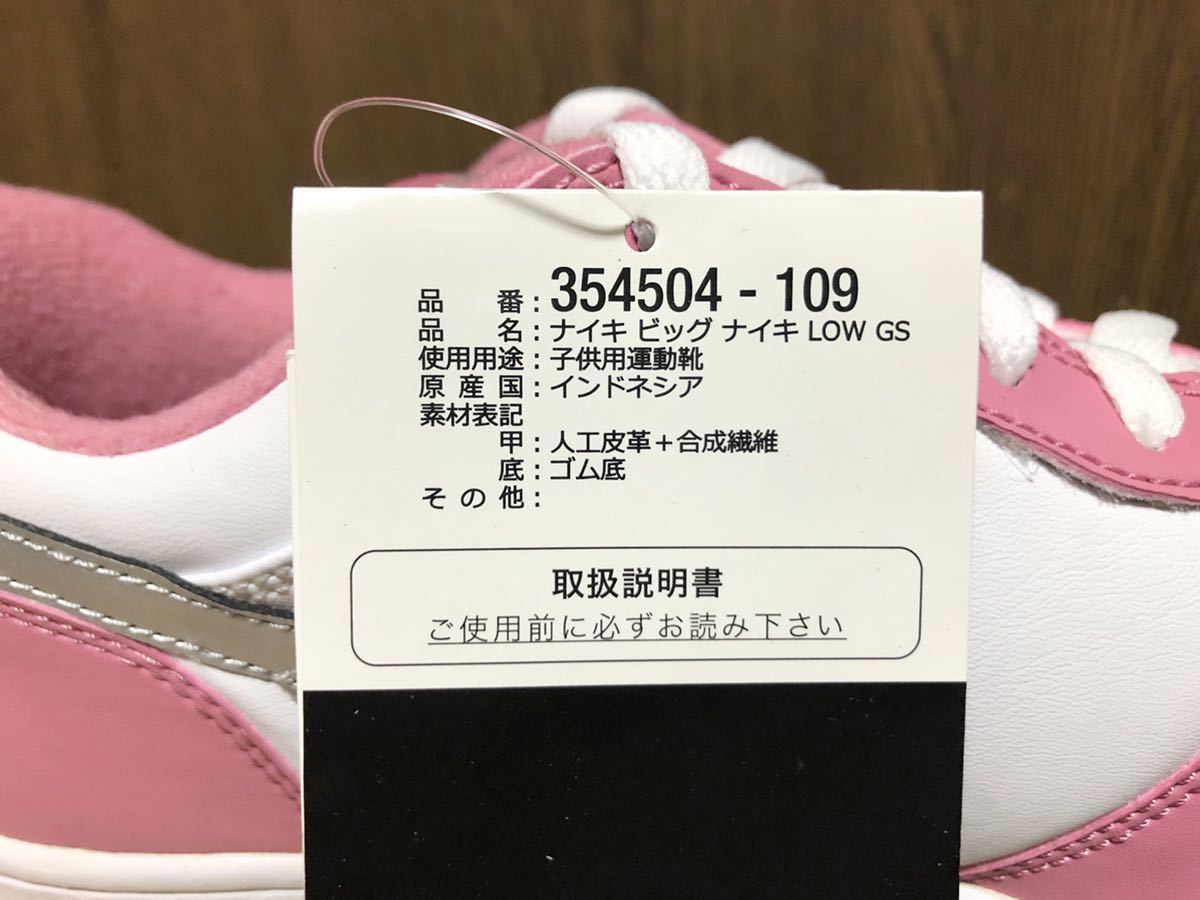 品番:354504 - 109
品名:ナイキ ビッグ ナイキ LOW GS
使用用途:子供用運動靴
原産国:インドネシア
素材表記
甲:人工皮革+合成繊維
底:ゴム底
その他:
取扱説明書
ご使用前に必ずお読み下さい